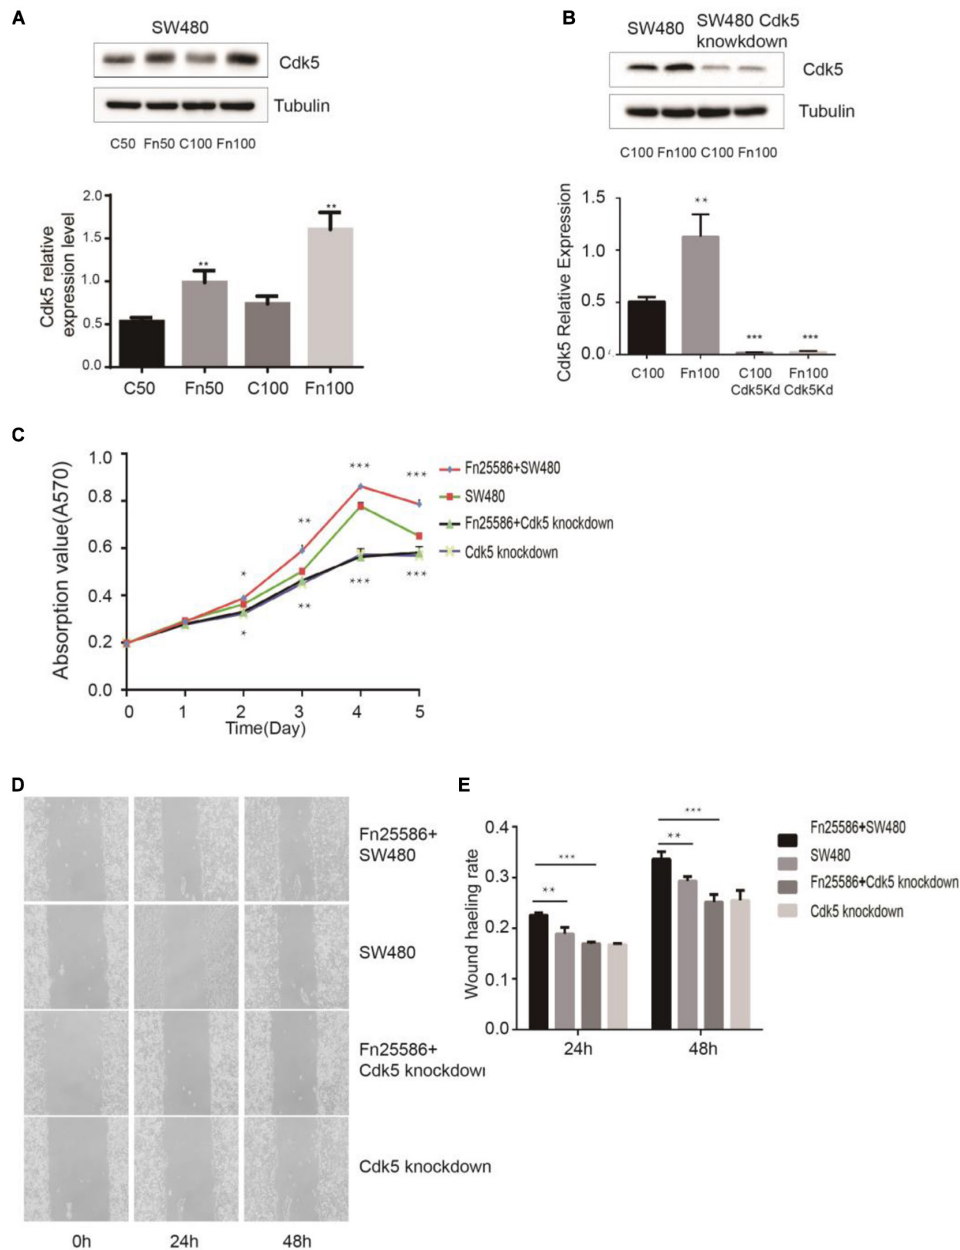 A
SW480
Cdk5
Tubulin
C50 Fn50 C100 Fn100
Cdk5 relative
expression level
2.0
1.5
1.0
0.5
0.0
**
**
C50 Fn50 C100 Fn100
B
SW480
SW480 Cdk5
knowkdown
Cdk5
Tubulin
C100 Fn100 C100 Fn100
Cdk5 Relative Expression
1.5
1.0
0.5
0.0
**
***
***
C100 Fn100 C100 Fn100
Cdk5Kd Cdk5Kd
C
Absorption value(A570)
1.0
0.8
0.6
0.4
0.2
0.0
*
**
***
***
*
**
***
***
0 1 2 3 4 5
Time(Day)
Fn25586+SW480
SW480
Fn25586+Cdk5 knockdown
Cdk5 knockdown
D
Fn25586+
SW480
SW480
Fn25586+
Cdk5 knockdown
Cdk5 knockdown
0h 24h 48h
E
Wound haeling rate
0.4
0.3
0.2
0.1
0.0
***
**
***
**
24h 48h
Fn25586+SW480
SW480
Fn25586+Cdk5 knockdown
Cdk5 knockdown